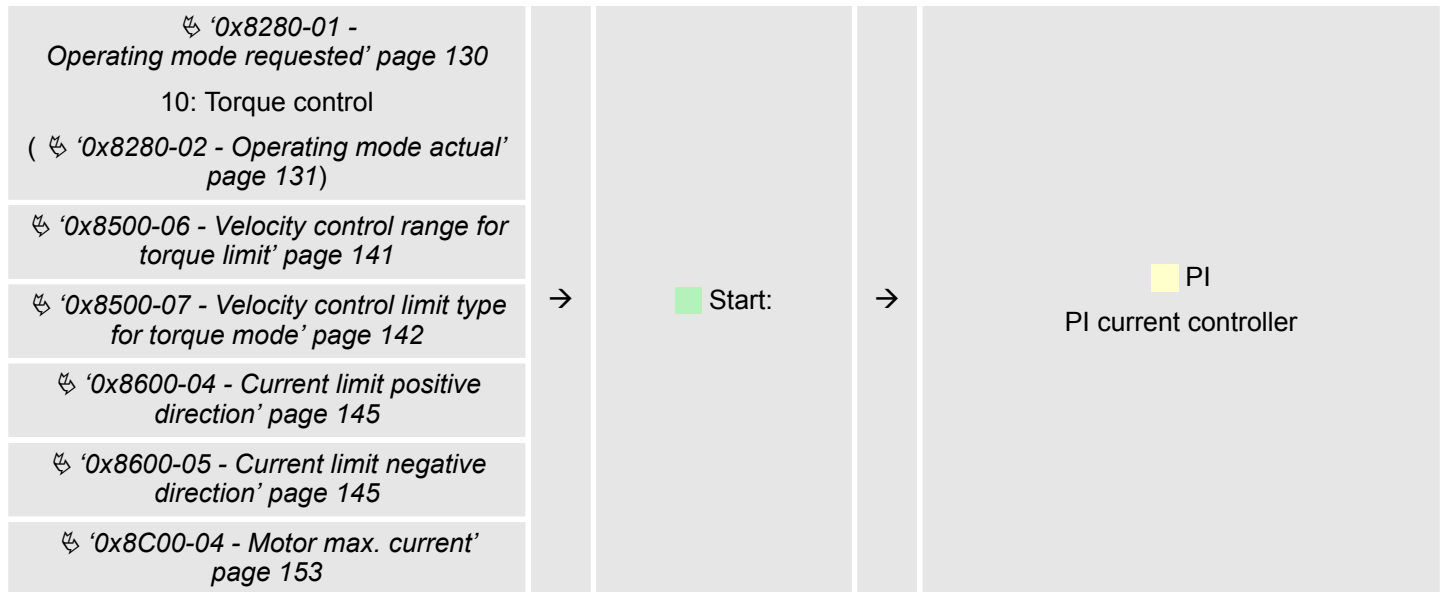 ↳ ‘0x8280-01 -
Operating mode requested’ page 130
10: Torque control
( ↳ ‘0x8280-02 - Operating mode actual’
page 131)
↳ ‘0x8500-06 - Velocity control range for
torque limit’ page 141
↳ ‘0x8500-07 - Velocity control limit type
for torque mode’ page 142
↳ ‘0x8600-04 - Current limit positive
direction’ page 145
↳ ‘0x8600-05 - Current limit negative
direction’ page 145
↳ ‘0x8C00-04 - Motor max. current’
page 153
→
Start:
→
PI
PI current controller